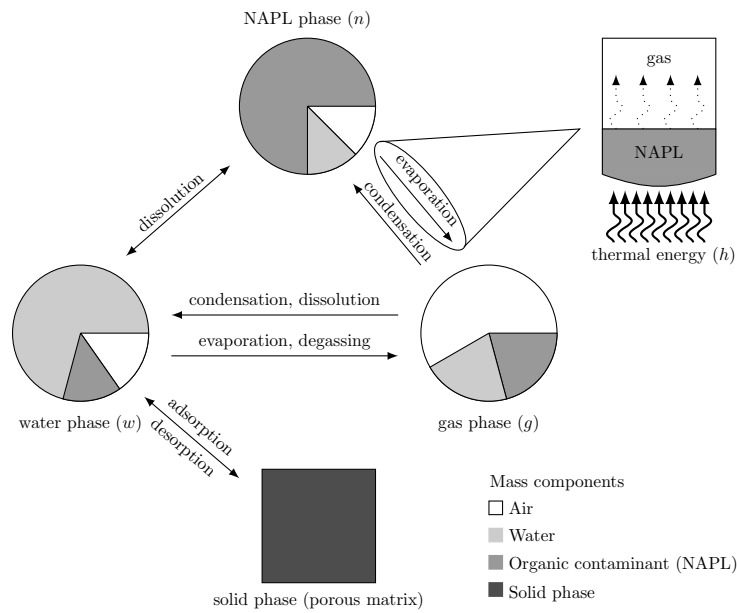 NAPL phase (n)
gas
NAPL
thermal energy (h)
evaporation
condensation
dissolution
condensation, dissolution
evaporation, degassing
water phase (w)
gas phase (g)
adsorption
desorption
solid phase (porous matrix)
Mass components
Air
Water
Organic contaminant (NAPL)
Solid phase